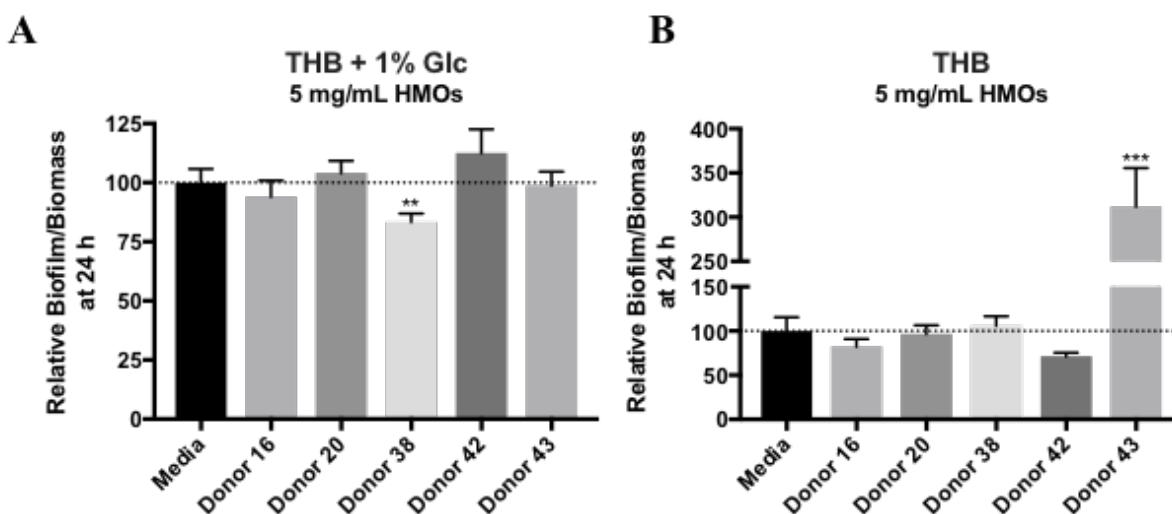 A
THB + 1% Glc
5 mg/mL HMOs
Relative Biofilm/Biomass
at 24 h
125
100
75
50
25
0
**
Media
Donor 16
Donor 20
Donor 38
Donor 42
Donor 43
B
THB
5 mg/mL HMOs
Relative Biofilm/Biomass
at 24 h
400
350
300
250
150
100
50
0
***
Media
Donor 16
Donor 20
Donor 38
Donor 42
Donor 43